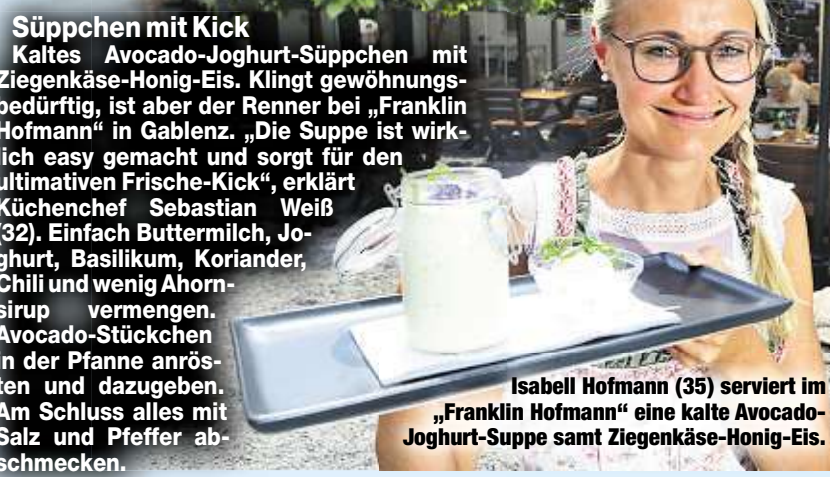 Süppchen mit Kick
Kaltes Avocado-Joghurt-Süppchen mit
Ziegenkäse-Honig-Eis. Klingt gewöhnungs-
bedürftig, ist aber der Renner bei „Franklin
Hofmann“ in Gablenz. „Die Suppe ist wirk-
lich easy gemacht und sorgt für den
ultimativen Frische-Kick“, erklärt
Küchenchef Sebastian Weiß
(32). Einfach Buttermilch, Jo-
ghurt, Basilikum, Koriander,
Chili und wenig Ahorn-
sirup vermengen.
Avocado-Stückchen
in der Pfanne anrös-
ten und dazugeben.
Am Schluss alles mit
Salz und Pfeffer ab-
schmecken.
Isabell Hofmann (35) serviert im
„Franklin Hofmann“ eine kalte Avocado-
Joghurt-Suppe samt Ziegenkäse-Honig-Eis.